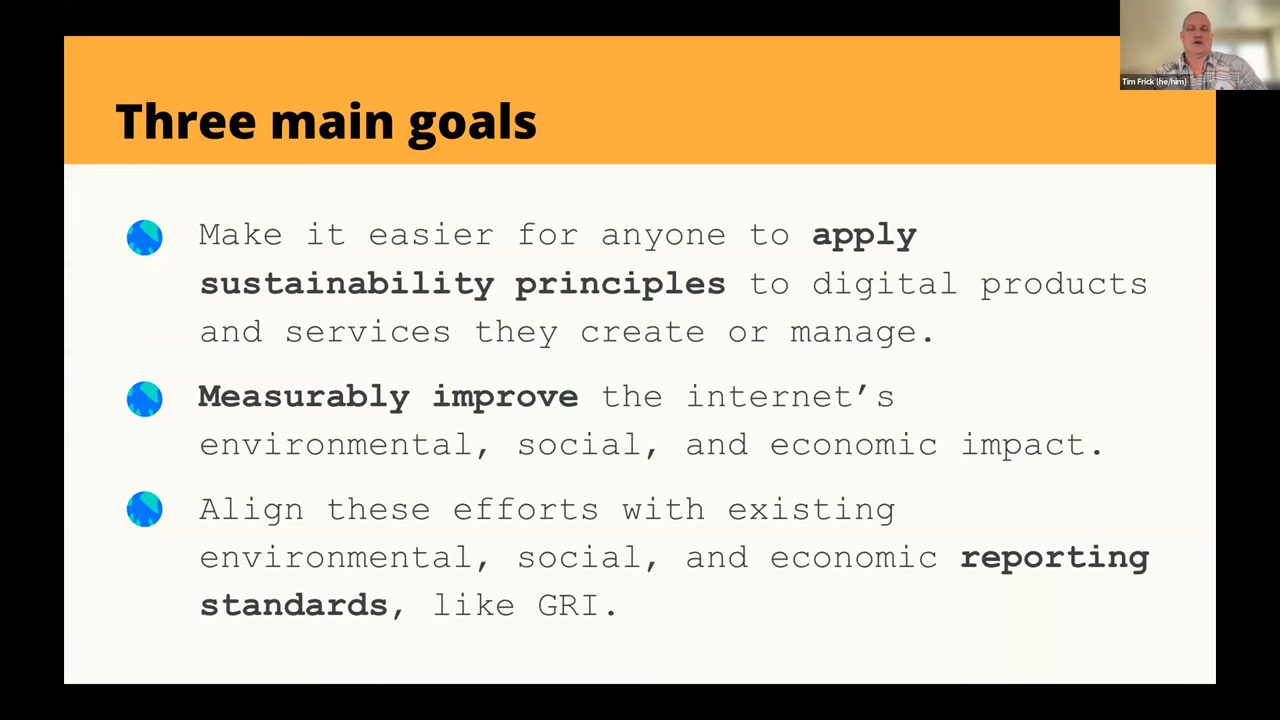 Three main goals
Make it easier for anyone to apply
sustainability principles to digital products
and services they create or manage.
Measurably improve the internet’s
environmental, social, and economic impact.
Align these efforts with existing
environmental, social, and economic reporting
standards, like GRI.
Tim Frick (he/him)